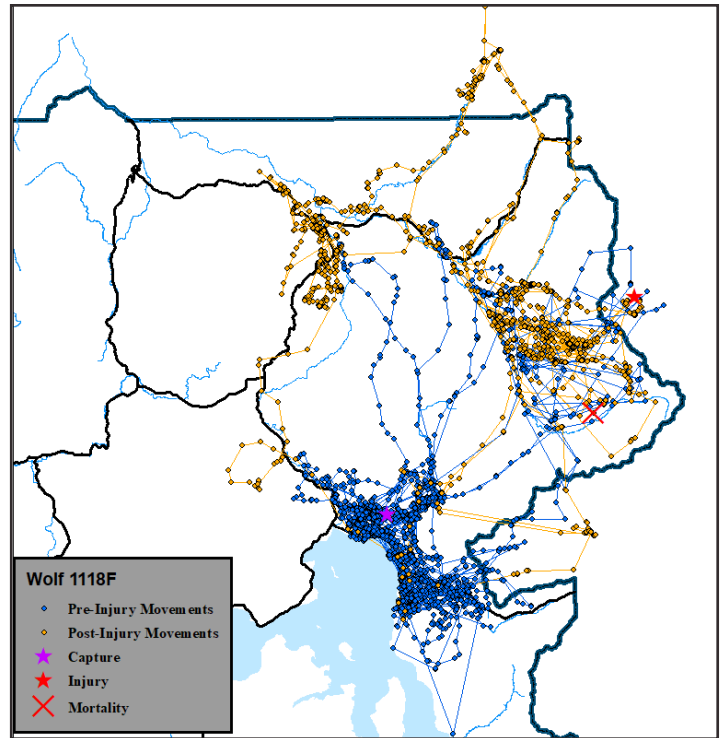 Wolf 1118F
Pre-Injury Movements
Post-Injury Movements
Capture
Injury
Mortality